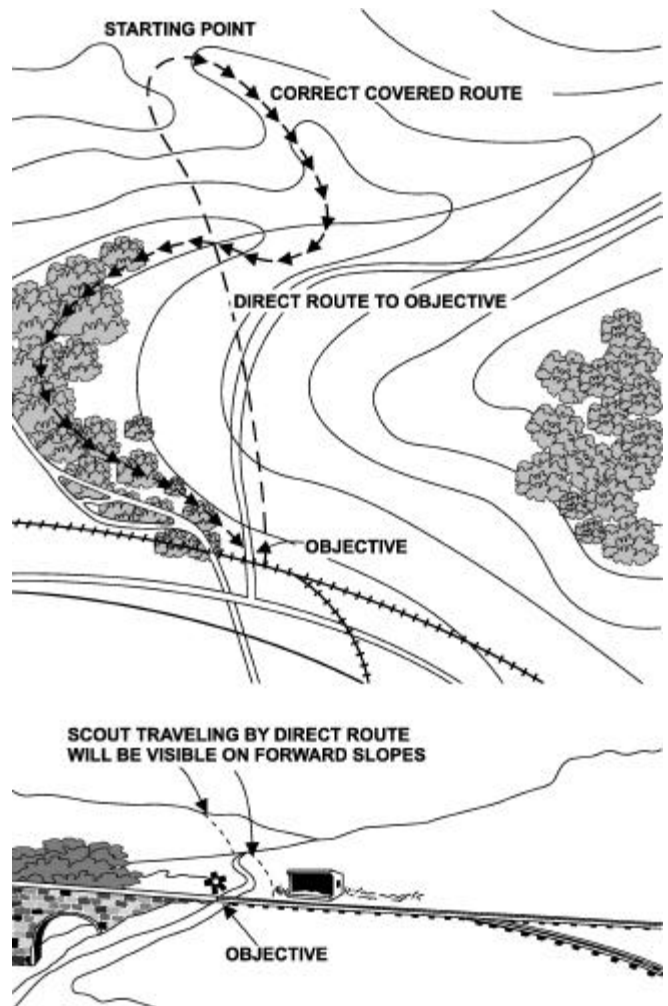 STARTING POINT
CORRECT COVERED ROUTE
DIRECT ROUTE TO OBJECTIVE
OBJECTIVE
SCOUT TRAVELING BY DIRECT ROUTE
WILL BE VISIBLE ON FORWARD SLOPES
OBJECTIVE